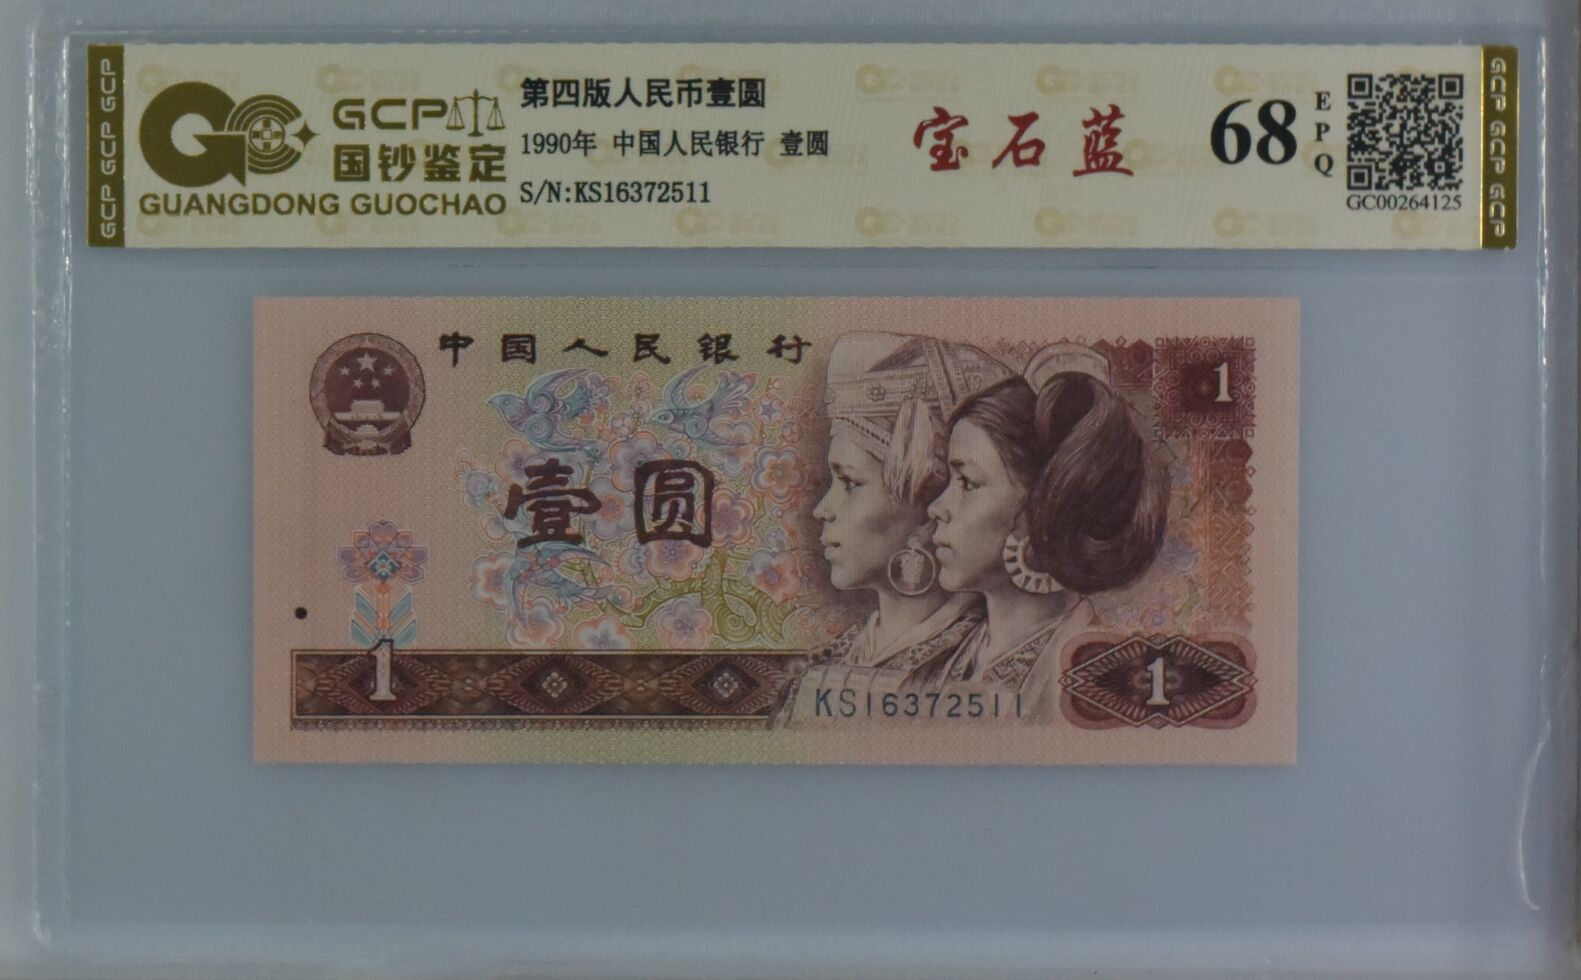 GCP GCP GCP
GCP
国钞鉴定
GUANGDONG GUOCHAO
第四版人民币壹圆
1990年 中国人民银行 壹圆
S/N:KS16372511
宝石蓝
68
EPQ
GC00264125
GCP GCP GCP GCP
中国人民银行
1
壹圆
1
KS16372511
1